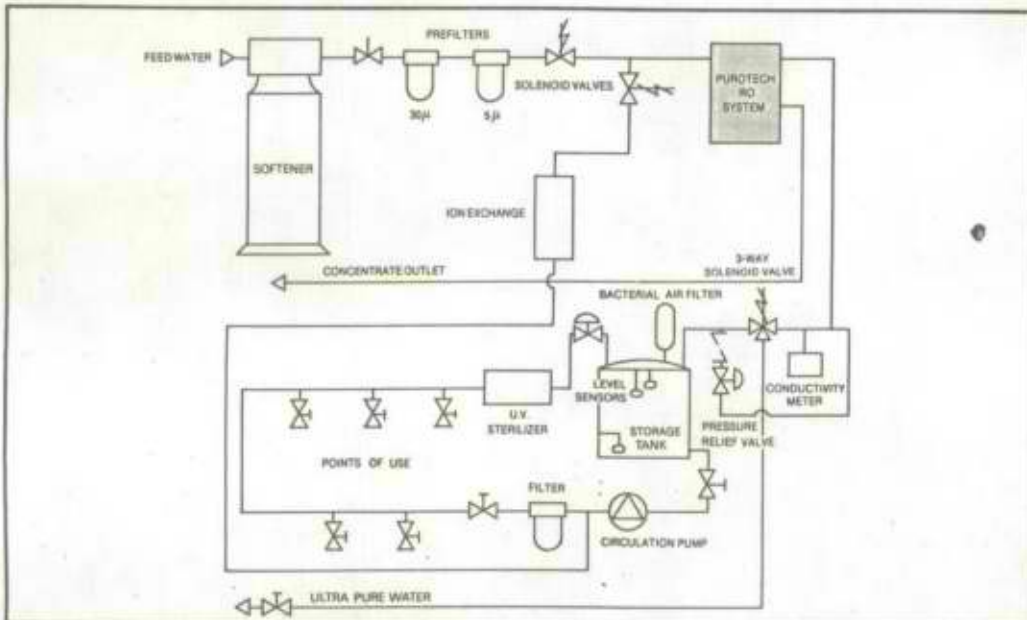 PREFILTERS
FEED WATER
SOLENOID VALVES
30µ
5µ
PUROTECH
RO
SYSTEM
SOFTENER
ION EXCHANGE
CONCENTRATE OUTLET
3-WAY
SOLENOID VALVE
BACTERIAL AIR FILTER
LEVEL
SENSORS
CONDUCTIVITY
METER
U.V.
STERILIZER
STORAGE
TANK
PRESSURE
RELIEF VALVE
POINTS OF USE
FILTER
CIRCULATION PUMP
ULTRA PURE WATER